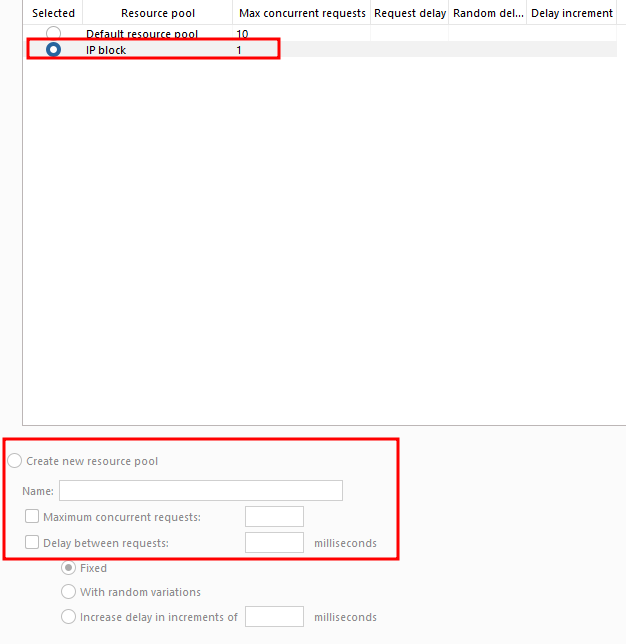 Selected Resource pool Max concurrent requests Request delay Random del... Delay increment
Default resource pool 10
IP block 1
Create new resource pool
Name:
Maximum concurrent requests:
Delay between requests: milliseconds
Fixed
With random variations
Increase delay in increments of milliseconds